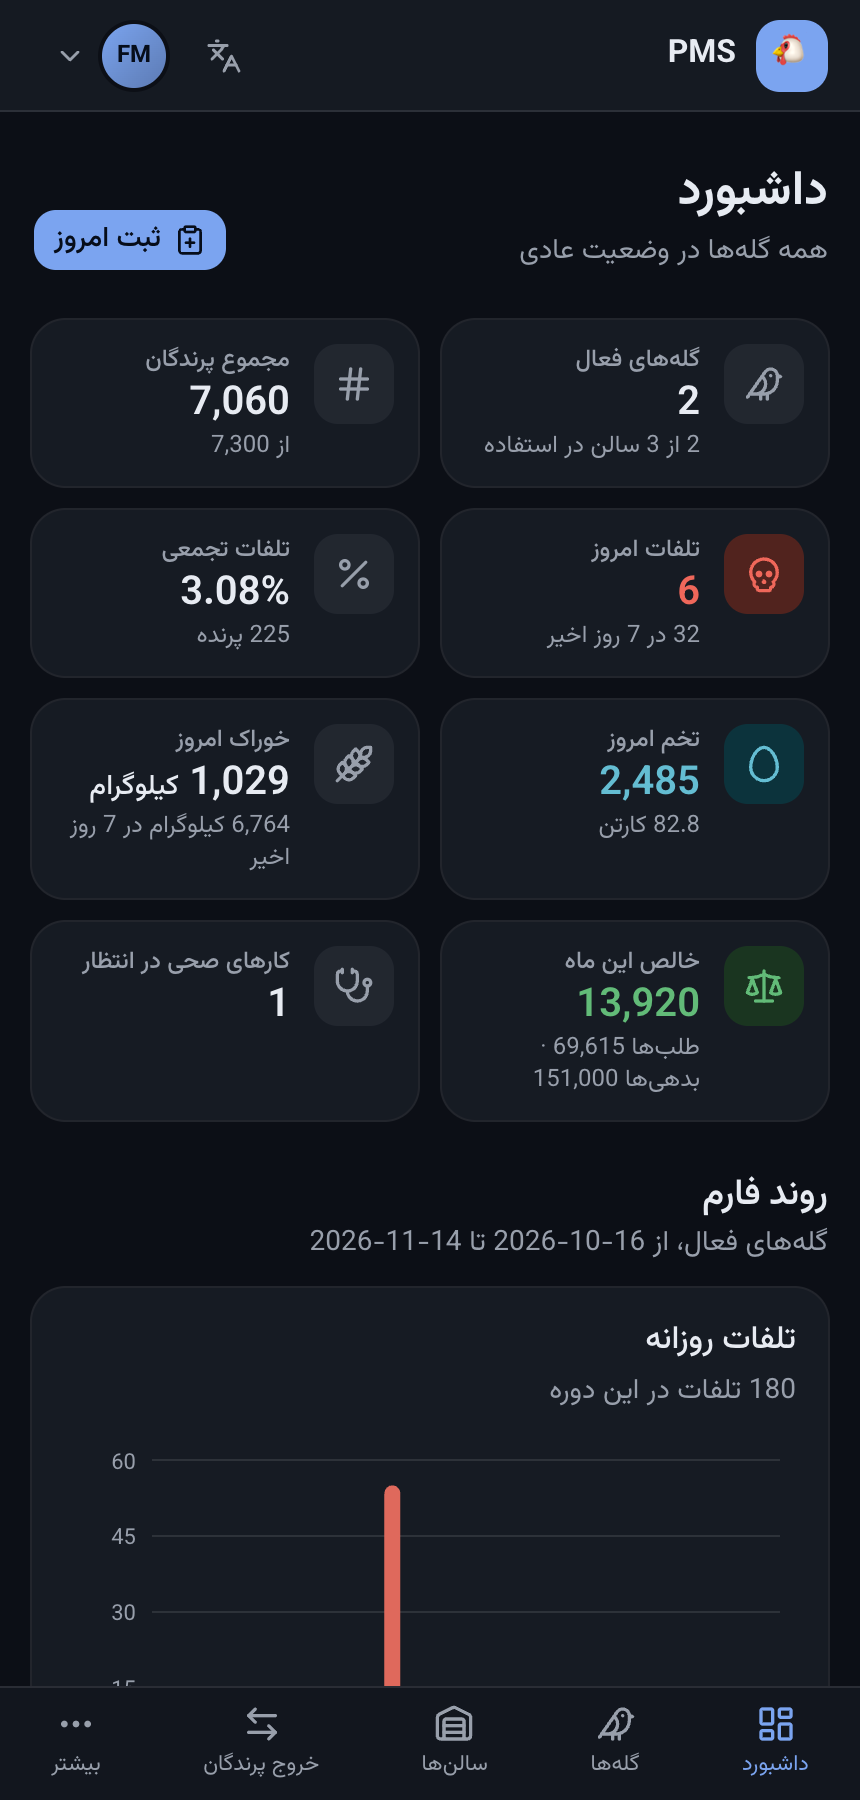 PMS
FM
داشبورد
همه گله‌ها در وضعیت عادی
ثبت امروز
گله‌های فعال
2
2 از 3 سالن در استفاده
مجموع پرندگان
7,060
از 7,300
تلفات امروز
6
32 در 7 روز اخیر
تلفات تجمعی
3.08%
225 پرنده
تخم امروز
2,485
82.8 کارتن
خوراک امروز
1,029 کیلوگرام
6,764 کیلوگرام در 7 روز
اخیر
خالص این ماه
13,920
طلب‌ها 69,615 ·
بدهی‌ها 151,000
کارهای صحی در انتظار
1
روند فارم
گله‌های فعال، از 2026-10-16 تا 2026-11-14
تلفات روزانه
180 تلفات در این دوره
60
45
30
15
داشبورد
گله‌ها
سالن‌ها
خروج پرندگان
بیشتر